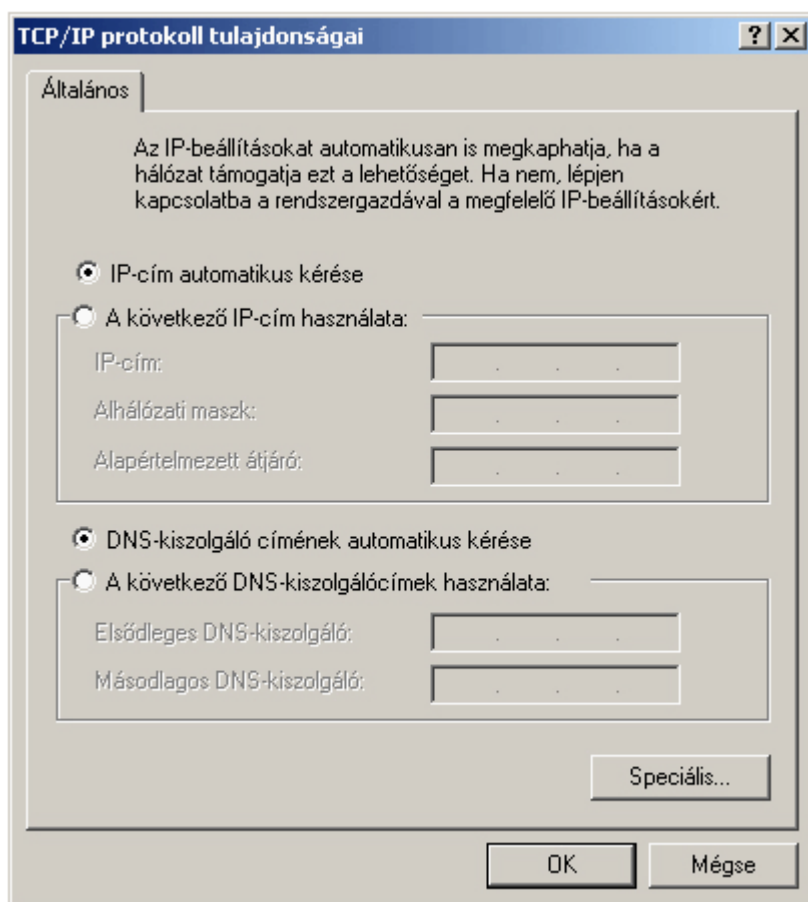 TCP/IP protokoll tulajdonságai
Általános
Az IP-beállításokat automatikusan is megkaphatja, ha a
hálózat támogatja ezt a lehetőséget. Ha nem, lépjen
kapcsolatba a rendszergazdával a megfelelő IP-beállításokért.
IP-cím automatikus kérése
A következő IP-cím használata:
IP-cím:
Alhálózati maszk:
Alapértelmezett átjáró:
DNS-kiszolgáló címének automatikus kérése
A következő DNS-kiszolgálócímek használata:
Elsődleges DNS-kiszolgáló:
Másodlagos DNS-kiszolgáló:
Speciális...
OK
Mégse